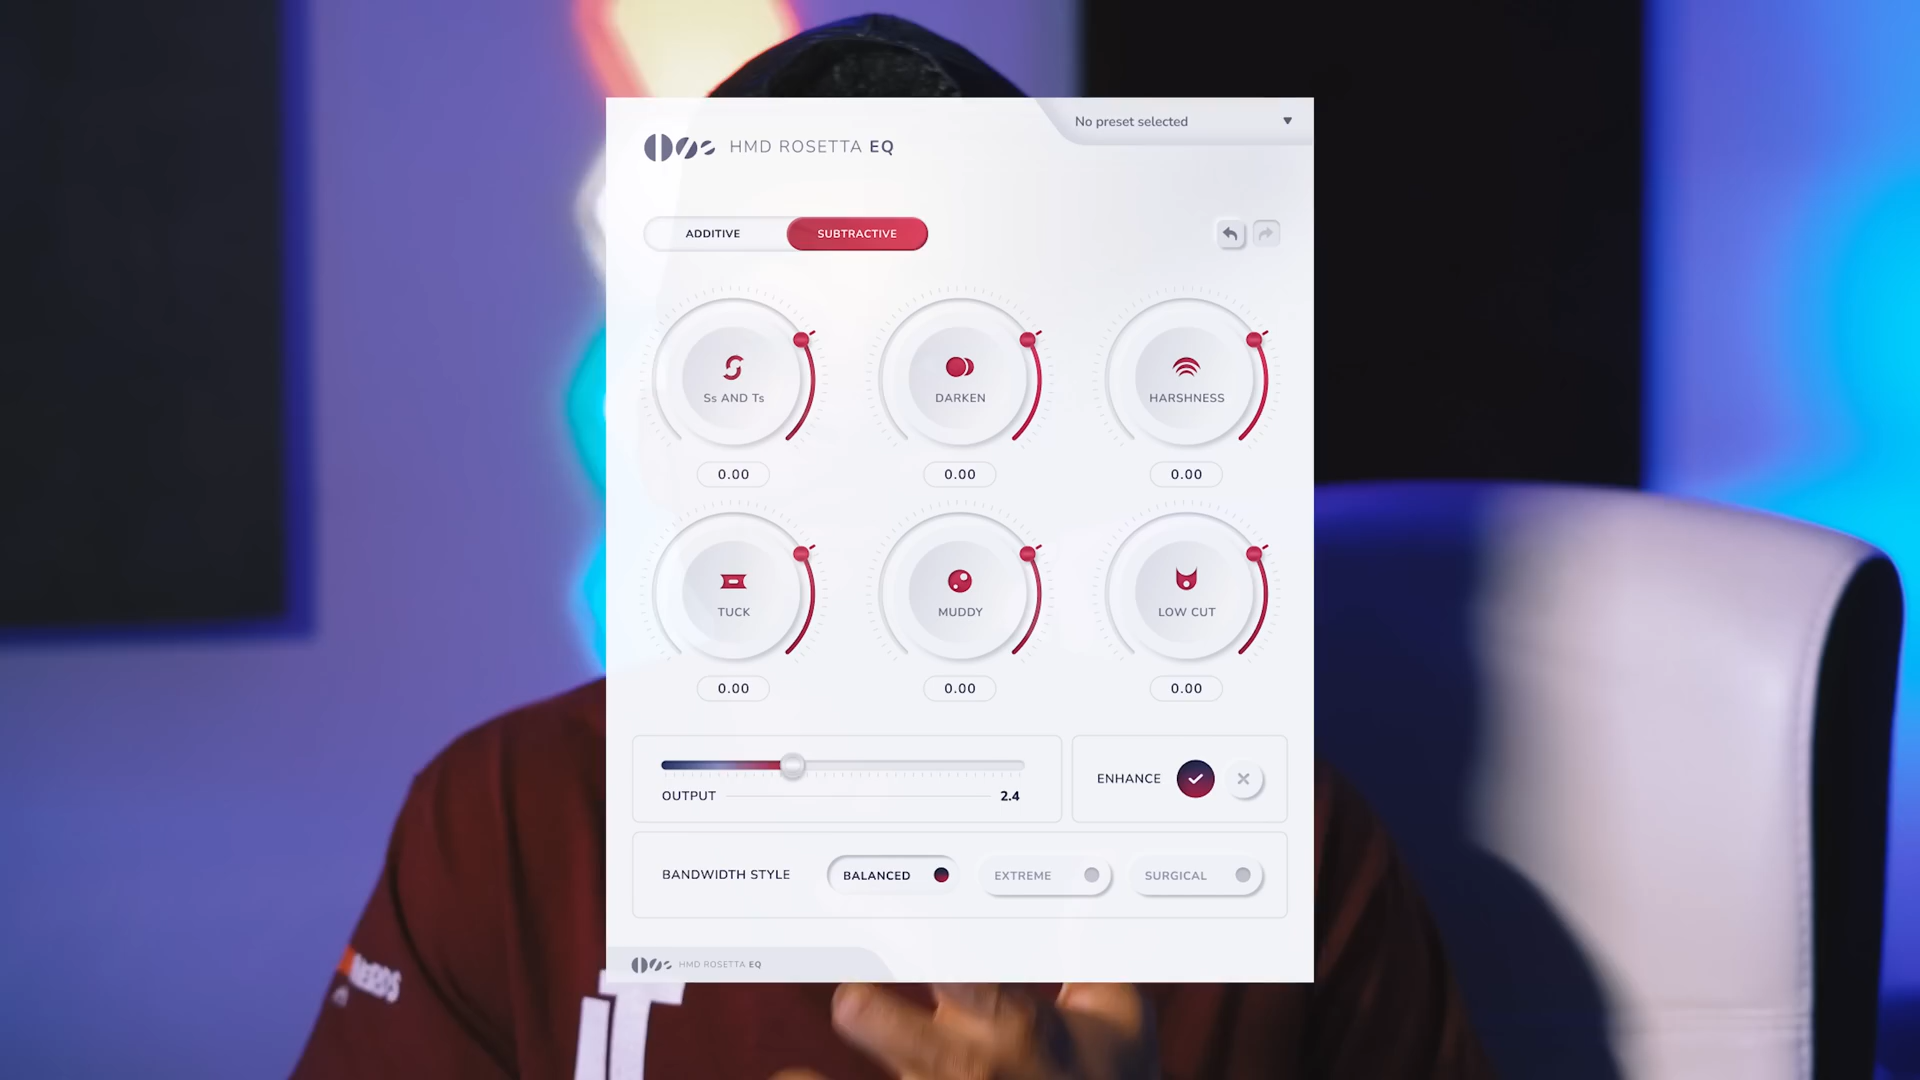 No preset selected
HMD ROSETTA EQ
ADDITIVE
SUBTRACTIVE
Ss AND Ts
DARKEN
HARSHNESS
0.00
0.00
0.00
TUCK
MUDDY
LOW CUT
0.00
0.00
0.00
OUTPUT
2.4
ENHANCE
BANDWIDTH STYLE
BALANCED
EXTREME
SURGICAL
HMD ROSETTA EQ